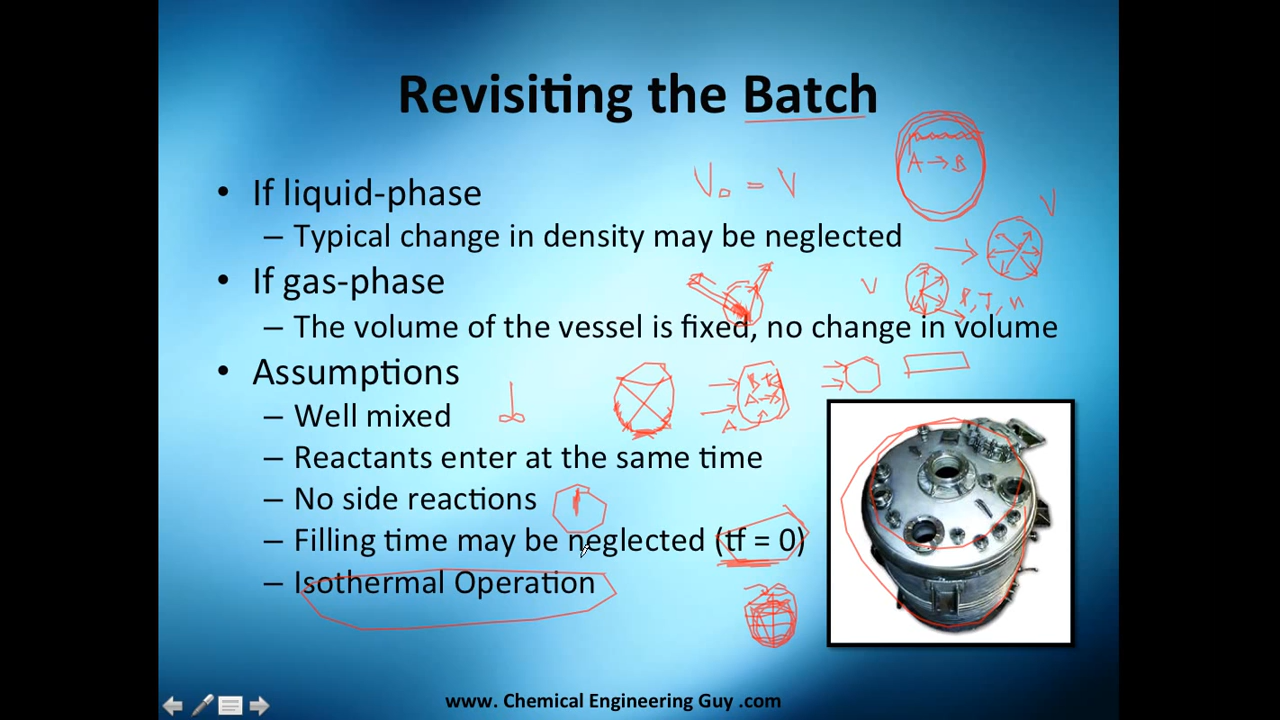 Revisiting the Batch
• If liquid-phase
V₀ = V
A → B
– Typical change in density may be neglected
V
• If gas-phase
V
– The volume of the vessel is fixed, no change in volume
• Assumptions
– Well mixed
– Reactants enter at the same time
A
– No side reactions
– Filling time may be neglected (tf = 0)
– Isothermal Operation
www. Chemical Engineering Guy .com